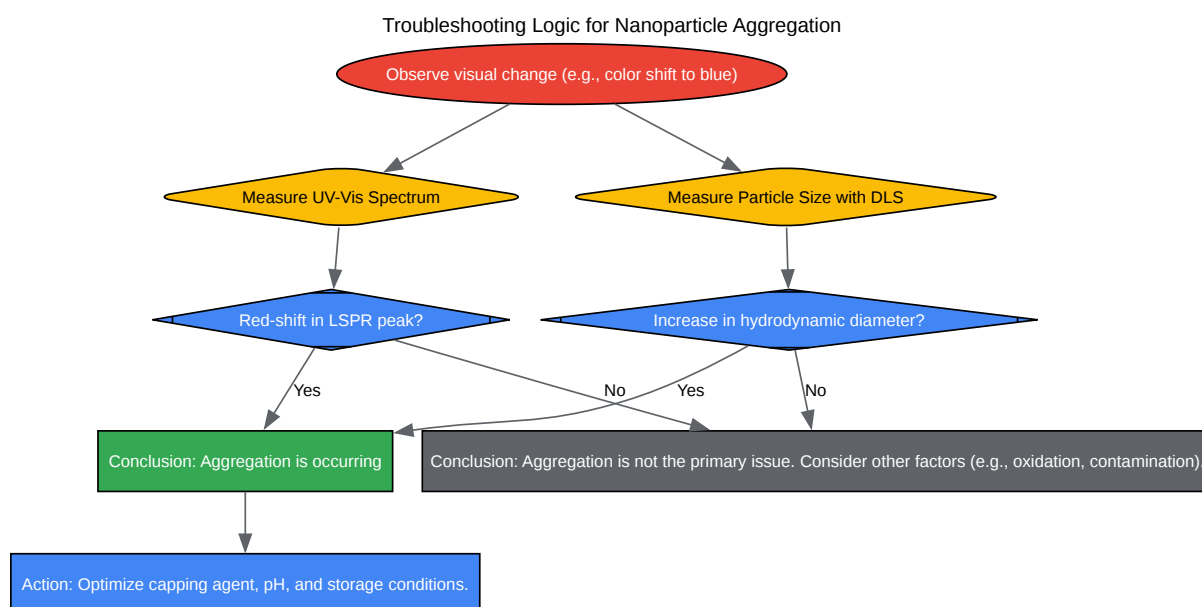 Troubleshooting Logic for Nanoparticle Aggregation
Observe visual change (e.g., color shift to blue)
Measure UV-Vis Spectrum
Measure Particle Size with DLS
Red-shift in LSPR peak?
Increase in hydrodynamic diameter?
Yes
No
Yes
No
Conclusion: Aggregation is occurring
Conclusion: Aggregation is not the primary issue. Consider other factors (e.g., oxidation, contamination).
Action: Optimize capping agent, pH, and storage conditions.